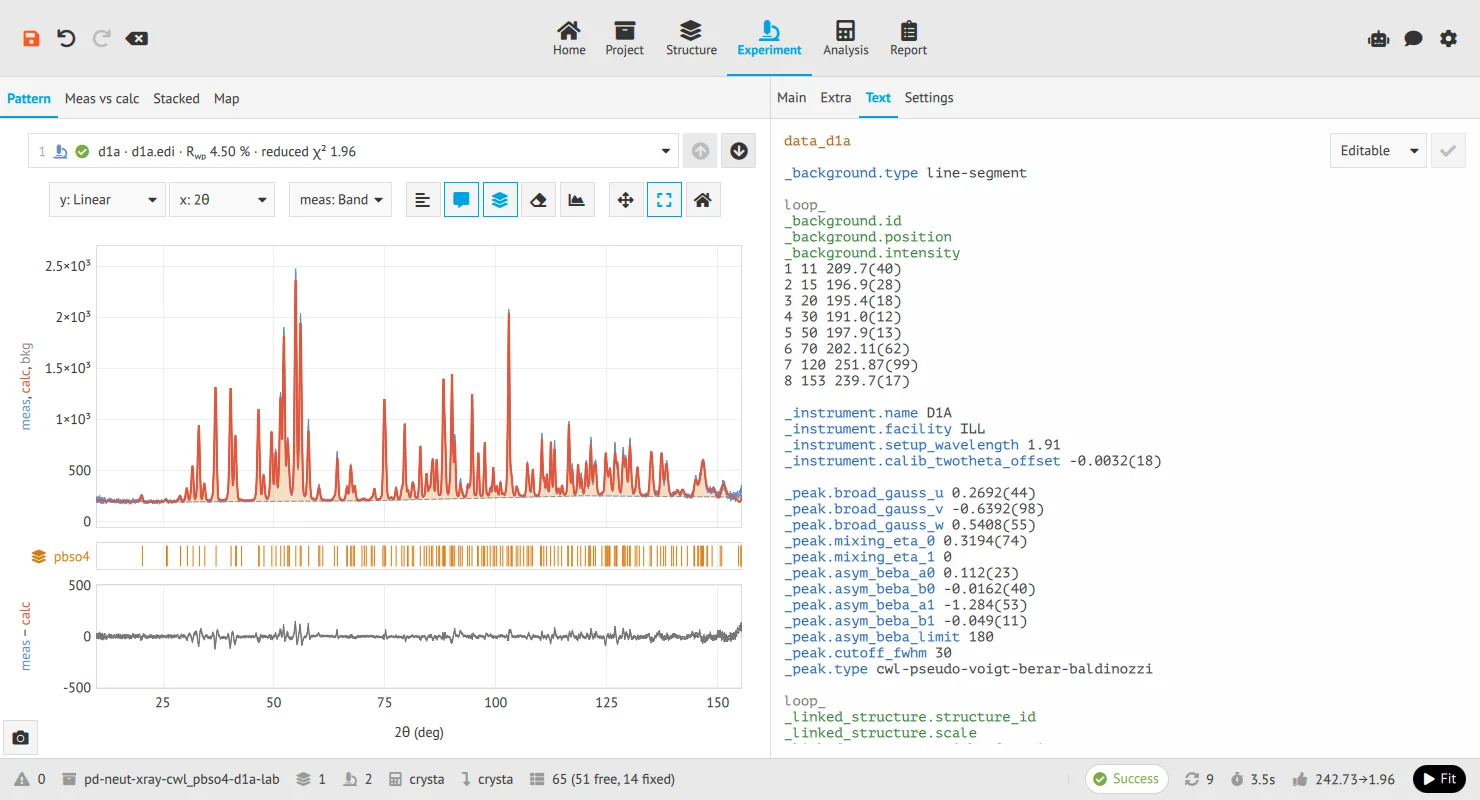 Home Project Structure Experiment Analysis Report
Pattern Meas vs calc Stacked Map
Main Extra Text Settings
1 d1a · d1a.edi · Rwp 4.50 % · reduced χ² 1.96
y: Linear x: 2θ meas: Band
2.5×10³
2×10³
1.5×10³
1×10³
500
0
meas, calc, bkg
pbso4
500
0
-500
meas − calc
25 50 75 100 125 150
2θ (deg)
Editable
data_d1a
_background.type line-segment
loop_
_background.id
_background.position
_background.intensity
1 11 209.7(40)
2 15 196.9(28)
3 20 195.4(18)
4 30 191.0(12)
5 50 197.9(13)
6 70 202.11(62)
7 120 251.87(99)
8 153 239.7(17)
_instrument.name D1A
_instrument.facility ILL
_instrument.setup_wavelength 1.91
_instrument.calib_twotheta_offset -0.0032(18)
_peak.broad_gauss_u 0.2692(44)
_peak.broad_gauss_v -0.6392(98)
_peak.broad_gauss_w 0.5408(55)
_peak.mixing_eta_0 0.3194(74)
_peak.mixing_eta_1 0
_peak.asym_beba_a0 0.112(23)
_peak.asym_beba_b0 -0.0162(40)
_peak.asym_beba_a1 -1.284(53)
_peak.asym_beba_b1 -0.049(11)
_peak.asym_beba_limit 180
_peak.cutoff_fwhm 30
_peak.type cwl-pseudo-voigt-berar-baldinozzi
loop_
_linked_structure.structure_id
_linked_structure.scale
0 pd-neut-xray-cwl_pbso4-d1a-lab 1 2 crysta crysta 65 (51 free, 14 fixed)
Success 9 3.5s 242.73→1.96 Fit